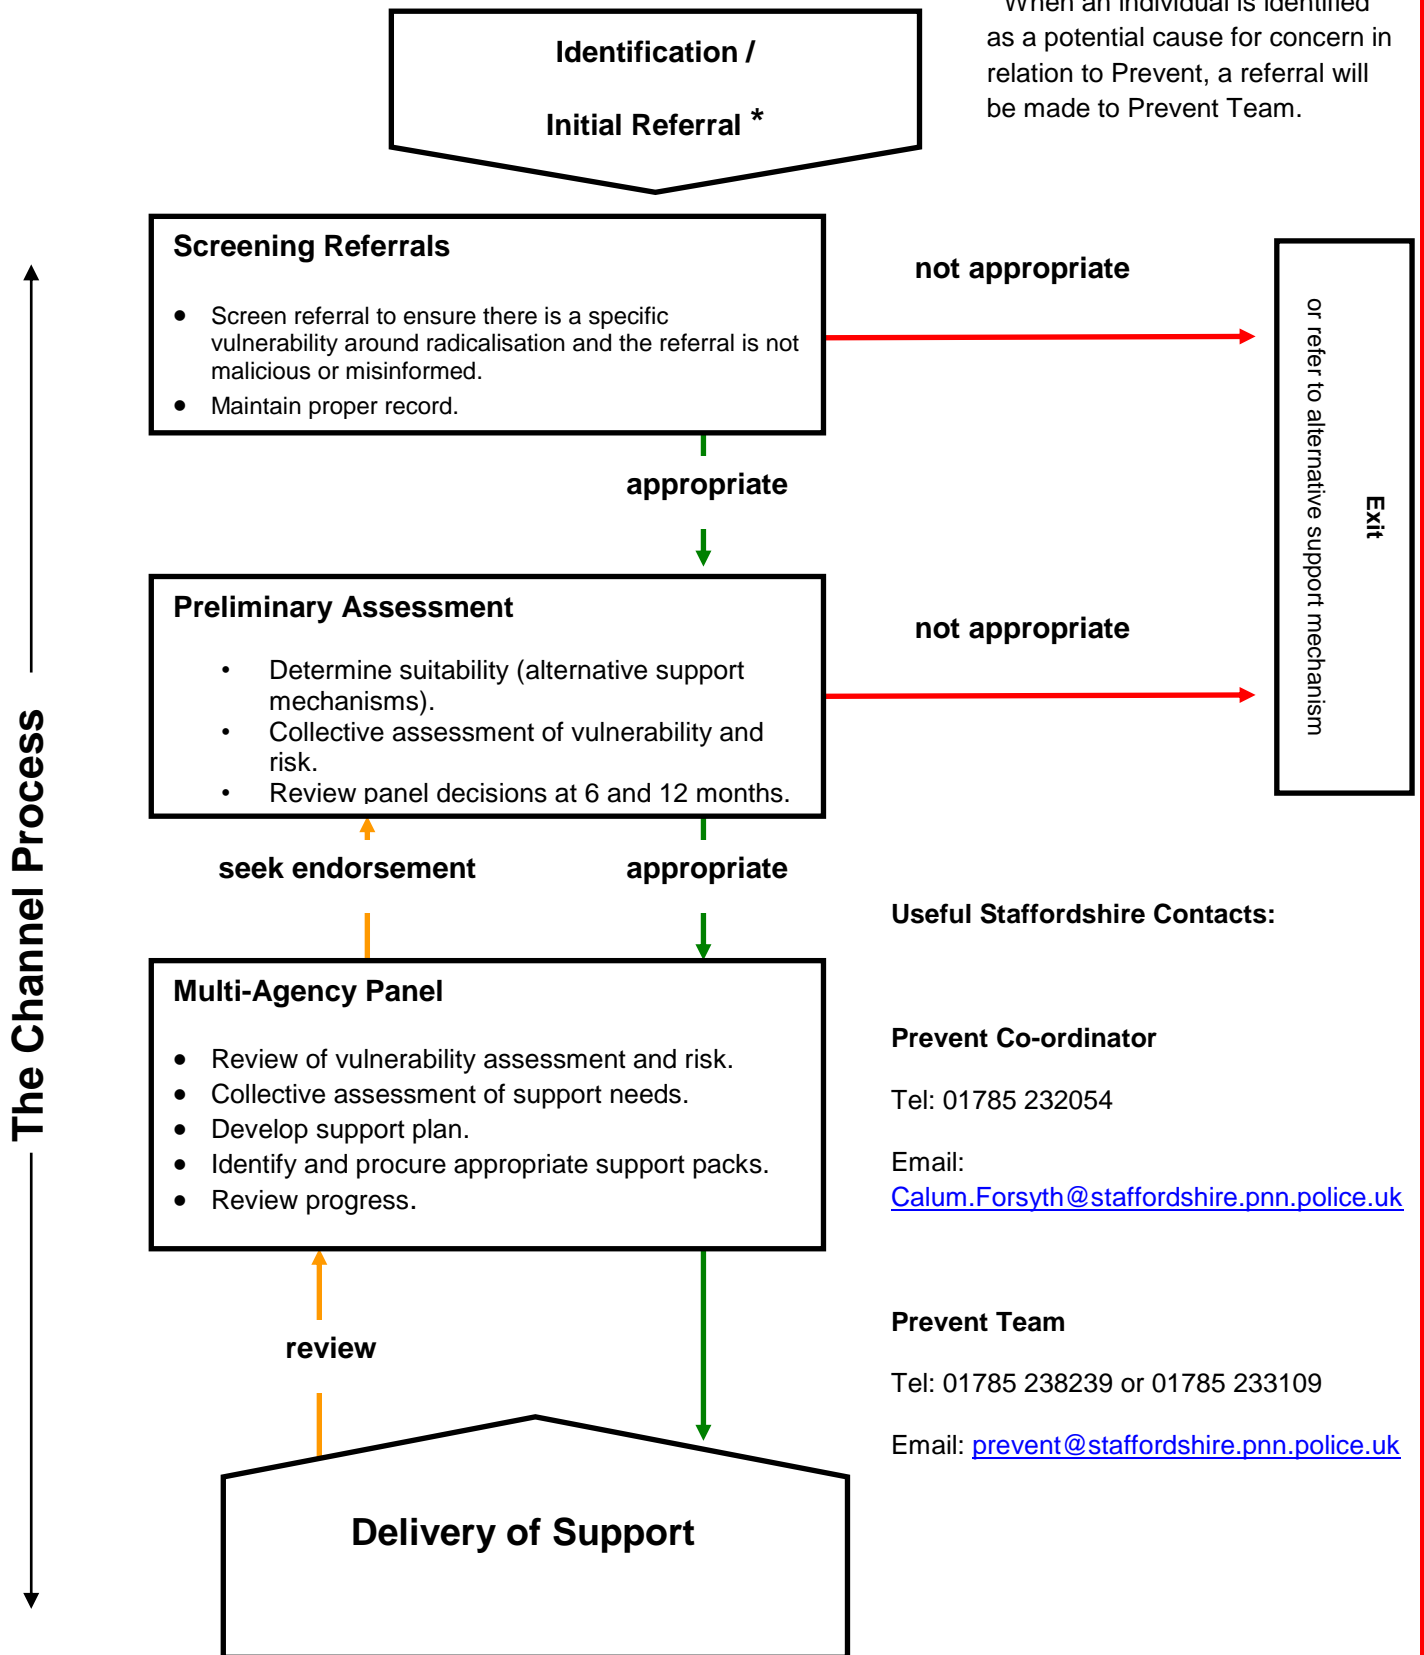 When an individual is identified
as a potential cause for concern in
relation to Prevent, a referral will
be made to Prevent Team.
Identification /
Initial Referral *
Screening Referrals
• Screen referral to ensure there is a specific
vulnerability around radicalisation and the referral is not
malicious or misinformed.
• Maintain proper record.
not appropriate
appropriate
Exit
or refer to alternative support mechanism
Preliminary Assessment
• Determine suitability (alternative support
mechanisms).
• Collective assessment of vulnerability and
risk.
• Review panel decisions at 6 and 12 months.
not appropriate
seek endorsement
appropriate
The Channel Process
Multi-Agency Panel
• Review of vulnerability assessment and risk.
• Collective assessment of support needs.
• Develop support plan.
• Identify and procure appropriate support packs.
• Review progress.
review
Delivery of Support
Useful Staffordshire Contacts:
Prevent Co-ordinator
Tel: 01785 232054
Email:
Calum.Forsyth@staffordshire.pnn.police.uk
Prevent Team
Tel: 01785 238239 or 01785 233109
Email: prevent@staffordshire.pnn.police.uk